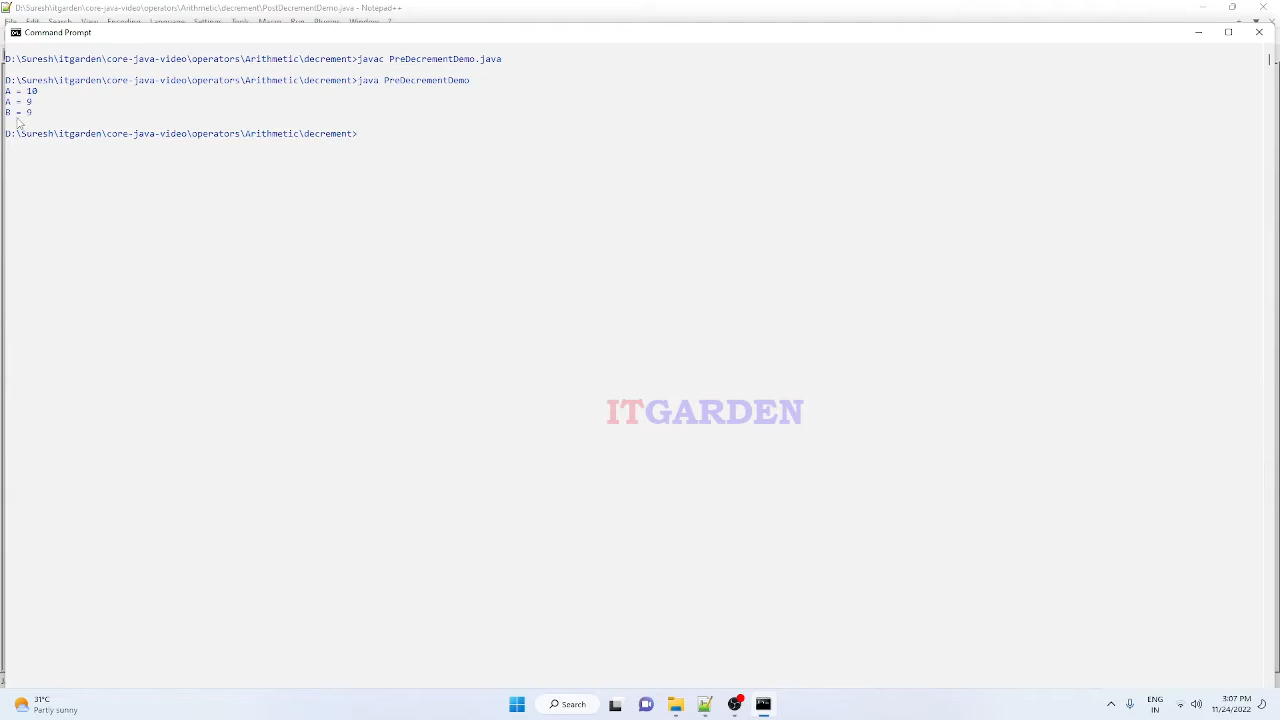 D:\Suresh\itgarden\core-java-video\operators\Arithmetic\decrement\PostDecrementDemo.java - Notepad++
Command Prompt
D:\Suresh\itgarden\core-java-video\operators\Arithmetic\decrement>javac PreDecrementDemo.java
D:\Suresh\itgarden\core-java-video\operators\Arithmetic\decrement>java PreDecrementDemo
A = 10
A = 9
B = 9
D:\Suresh\itgarden\core-java-video\operators\Arithmetic\decrement>
ITGARDEN
31°C
Partly sunny
Search
ENG
IN
3:07 PM
11/24/2022